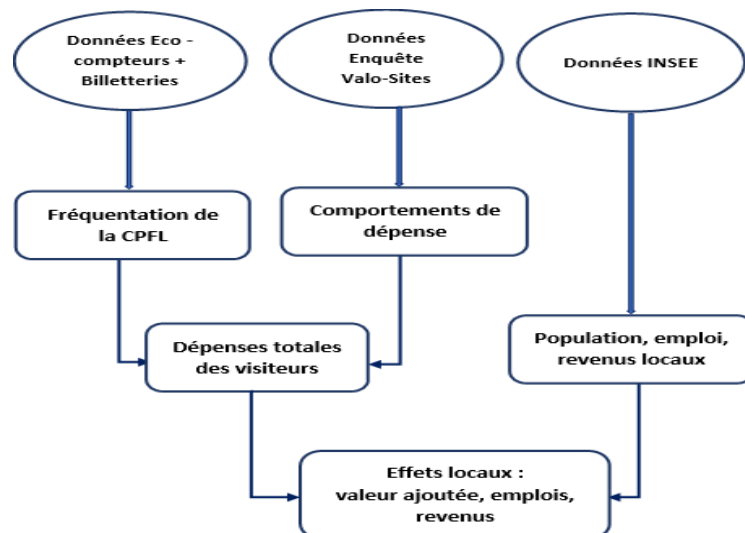 Données Eco -
compteurs +
Billetteries
Données
Enquête
Valo-Sites
Données INSEE
Fréquentation de
la CPFL
Comportements de
dépense
Dépenses totales
des visiteurs
Population, emploi,
revenus locaux
Effets locaux :
valeur ajoutée, emplois,
revenus